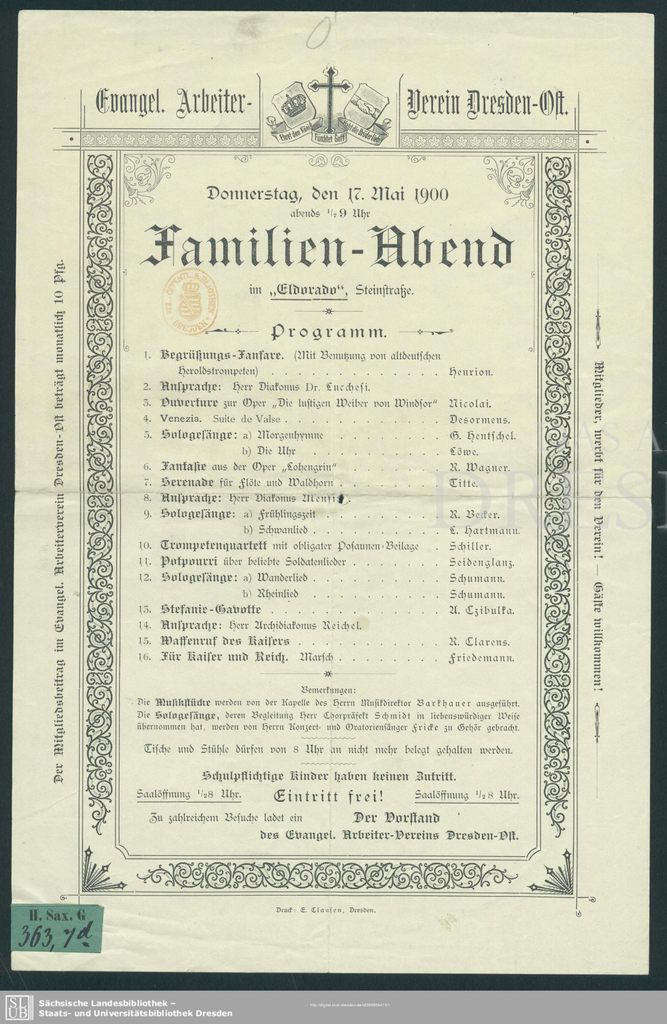 Evangel. Arbeiter-Verein Dresden-Ost.
Ehret den König
Fürchtet Gott
Donnerstag, den 17. Mai 1900
abends ½9 Uhr
Familien-Abend
im „Eldorado", Steinstraße.
Programm.
1. Begrüßungs-Fanfare. (Mit Benutzung von altdeutschen
Heroldstrompeten) . . . . . . . . . . . Henrion.
2. Ansprache: Herr Diakonus Dr. Lucchesi.
3. Ouverture zur Oper „Die lustigen Weiber von Windsor" Nicolai.
4. Venezia. Suite de Valse . . . . . . . . . . Desormens.
5. Sologesänge: a) Morgenhymne . . . . . . . G. Hentschel.
b) Die Uhr . . . . . . . . . Löwe.
6. Fantasie aus der Oper „Lohengrin" . . . . . . R. Wagner.
7. Serenade für Flöte und Waldhorn . . . . . . Titte.
8. Ansprache: Herr Diakonus
9. Sologesänge: a) Frühlingszeit . . . . . . . R. Becker.
b) Schwanlied . . . . . . . . L. Hartmann.
10. Trompetenquartett mit obligater Posaunen-Beilage . Schiller.
11. Potpourri über beliebte Soldatenlieder . . . . . Seidenglanz.
12. Sologesänge: a) Wanderlied . . . . . . . . Schumann.
b) Rheinlied . . . . . . . . Schumann.
13. Stefanie-Gavotte . . . . . . . . . . . A. Czibulka.
14. Ansprache: Herr Archidiakonus Reichel.
15. Waffenruf des Kaisers . . . . . . . . . R. Clarens.
16. Für Kaiser und Reich. Marsch . . . . . . . Friedemann.
Bemerkungen:
Die Musikstücke werden von der Kapelle des Herrn Musikdirektor Barkhauer ausgeführt.
Die Sologesänge, deren Begleitung Herr Chorpräfekt Schmidt in liebenswürdiger Weise
übernommen hat, werden von Herrn Konzert- und Oratoriensänger Fricke zu Gehör gebracht.
Tische und Stühle dürfen von 8 Uhr an nicht mehr belegt gehalten werden.
Schulpflichtige Kinder haben keinen Zutritt.
Saalöffnung ½8 Uhr. Eintritt frei! Saalöffnung ½8 Uhr.
Zu zahlreichem Besuche ladet ein Der Vorstand
des Evangel. Arbeiter-Vereins Dresden-Ost.
Der Mitgliedsbeitrag im Evangel. Arbeiterverein Dresden-Ost beträgt monatlich 10 Pfg.
Mitglieder, werbt für den Verein! — Gäste willkommen!
Druck: E. Clausen, Dresden.
H. Sax. G
363, 7d
SLUB
Sächsische Landesbibliothek –
Staats- und Universitätsbibliothek Dresden